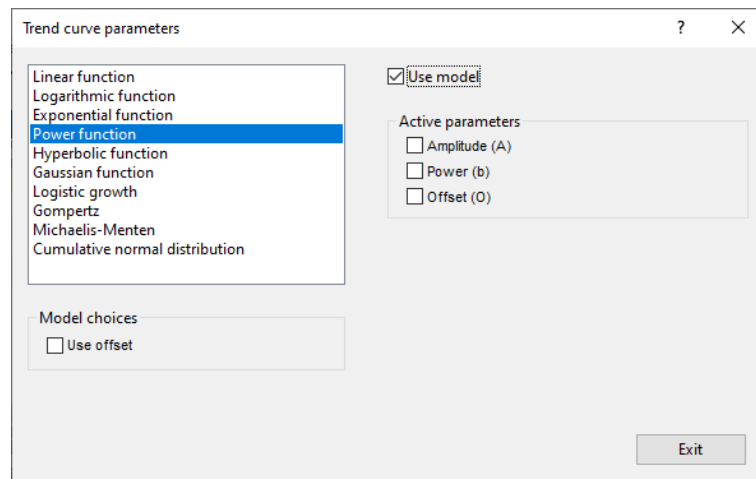 Trend curve parameters
Linear function
Logarithmic function
Exponential function
Power function
Hyperbolic function
Gaussian function
Logistic growth
Gompertz
Michaelis-Menten
Cumulative normal distribution
Model choices
Use offset
Use model
Active parameters
Amplitude (A)
Power (b)
Offset (O)
Exit